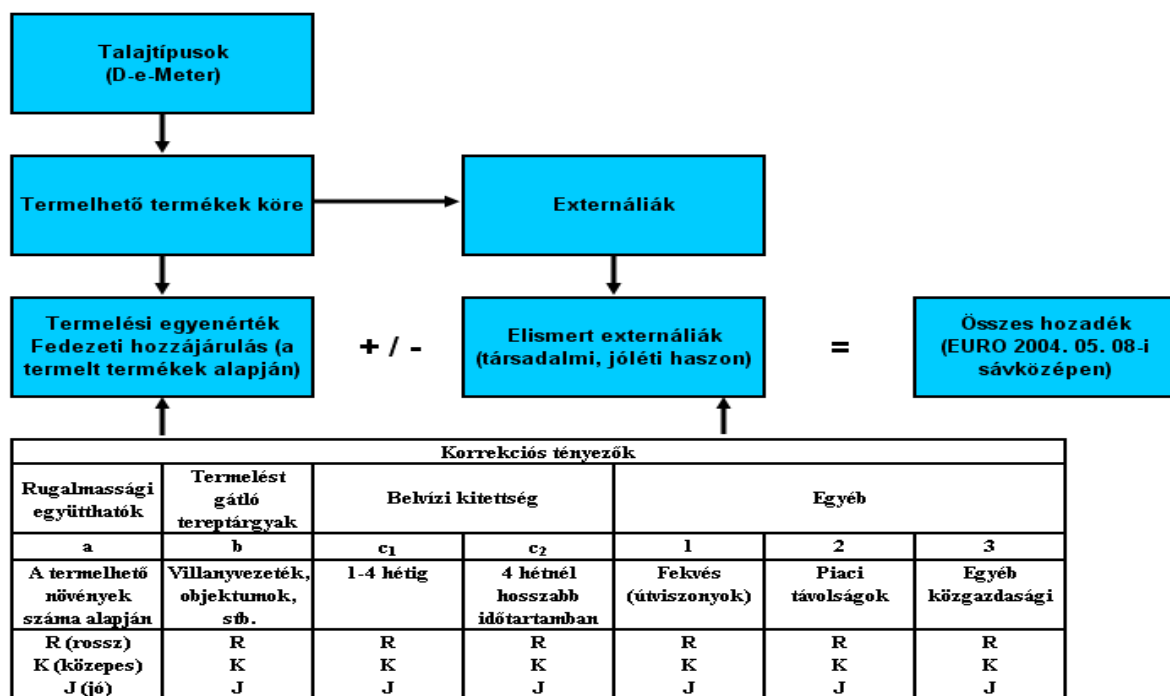 Talajtípusok
(D-e-Meter)
Termelhető termékek köre
Externáliák
Termelési egyenérték
Fedezeti hozzájárulás (a
termelt termékek alapján)
+ / -
Elismert externáliák
(társadalmi, jóléti haszon)
=
Összes hozadék
(EURO 2004. 05. 08-i
sávközépen)
Korrekciós tényezők
Rugalmassági
együtthatók
Termelést
gátló
tereptárgyak
Belvízi kitettség
Egyéb
a b c₁ c₂ 1 2 3
A termelhető
növények
száma alapján
Villanyvezeték,
objektumok,
stb.
1-4 hétig
4 hétnél
hosszabb
időtartamban
Fekvés
(útviszonyok)
Piaci
távolságok
Egyéb
közgazdasági
R (rossz) R R R R R R
K (közepes) K K K K K K
J (jó) J J J J J J